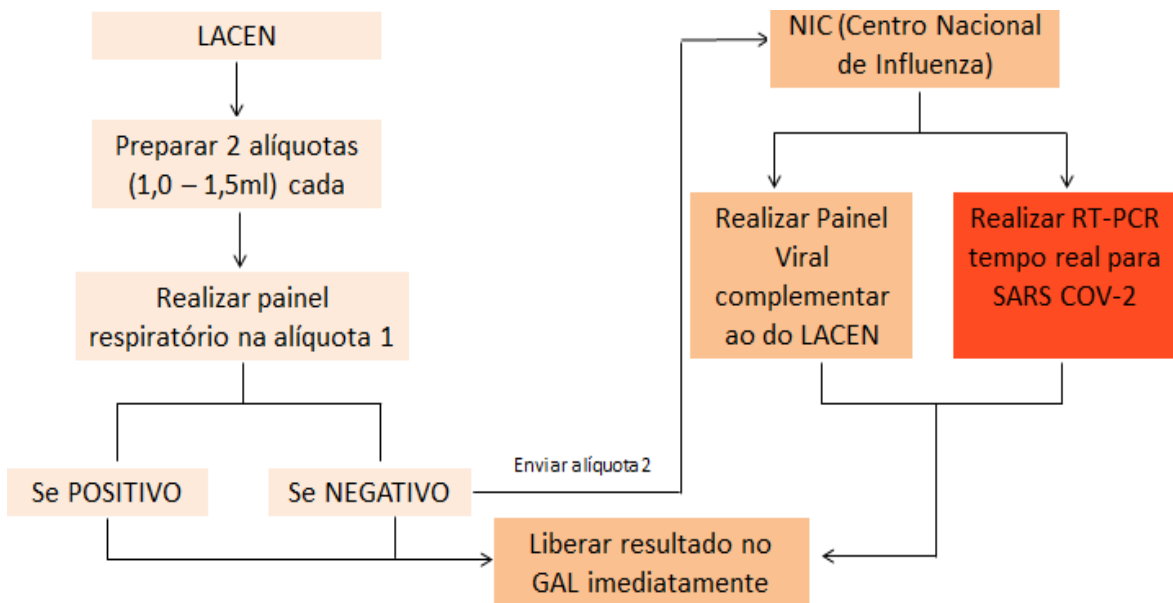 LACEN
Preparar 2 alíquotas
(1,0 – 1,5ml) cada
Realizar painel
respiratório na alíquota 1
Se POSITIVO
Se NEGATIVO
Enviar alíquota 2
NIC (Centro Nacional
de Influenza)
Realizar Painel
Viral
complementar
ao do LACEN
Realizar RT-PCR
tempo real para
SARS COV-2
Liberar resultado no
GAL imediatamente